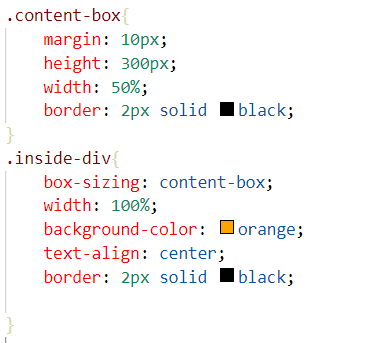 .content-box{
margin: 10px;
height: 300px;
width: 50%;
border: 2px solid black;
}
.inside-div{
box-sizing: content-box;
width: 100%;
background-color: orange;
text-align: center;
border: 2px solid black;
}